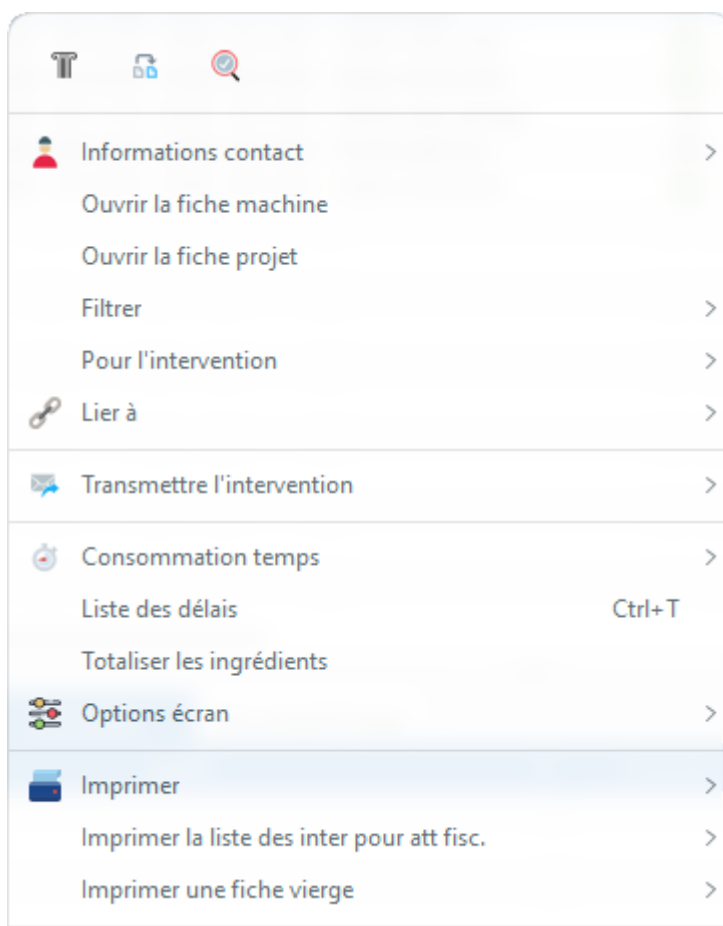 Informations contact
Ouvrir la fiche machine
Ouvrir la fiche projet
Filtrer
Pour l'intervention
Lier à
Transmettre l'intervention
Consommation temps
Liste des délais Ctrl+T
Totaliser les ingrédients
Options écran
Imprimer
Imprimer la liste des inter pour att fisc.
Imprimer une fiche vierge